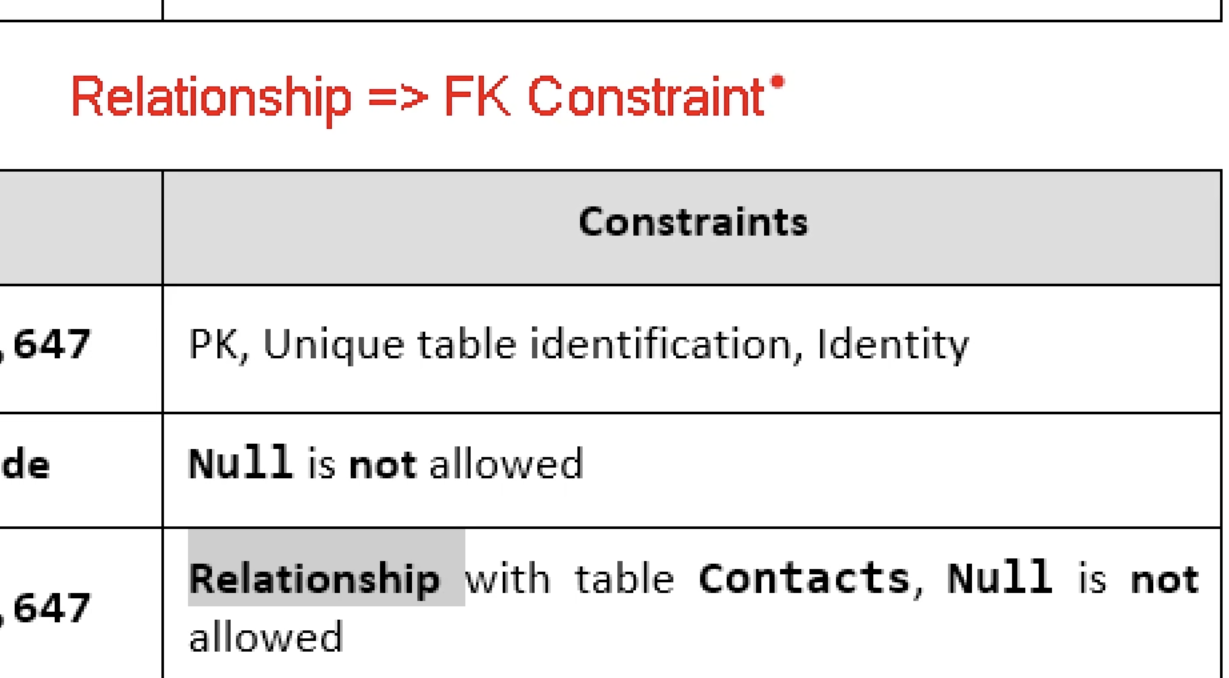 Relationship => FK Constraint
Constraints
,647
PK, Unique table identification, Identity
de
Null is not allowed
,647
Relationship with table Contacts, Null is not
allowed